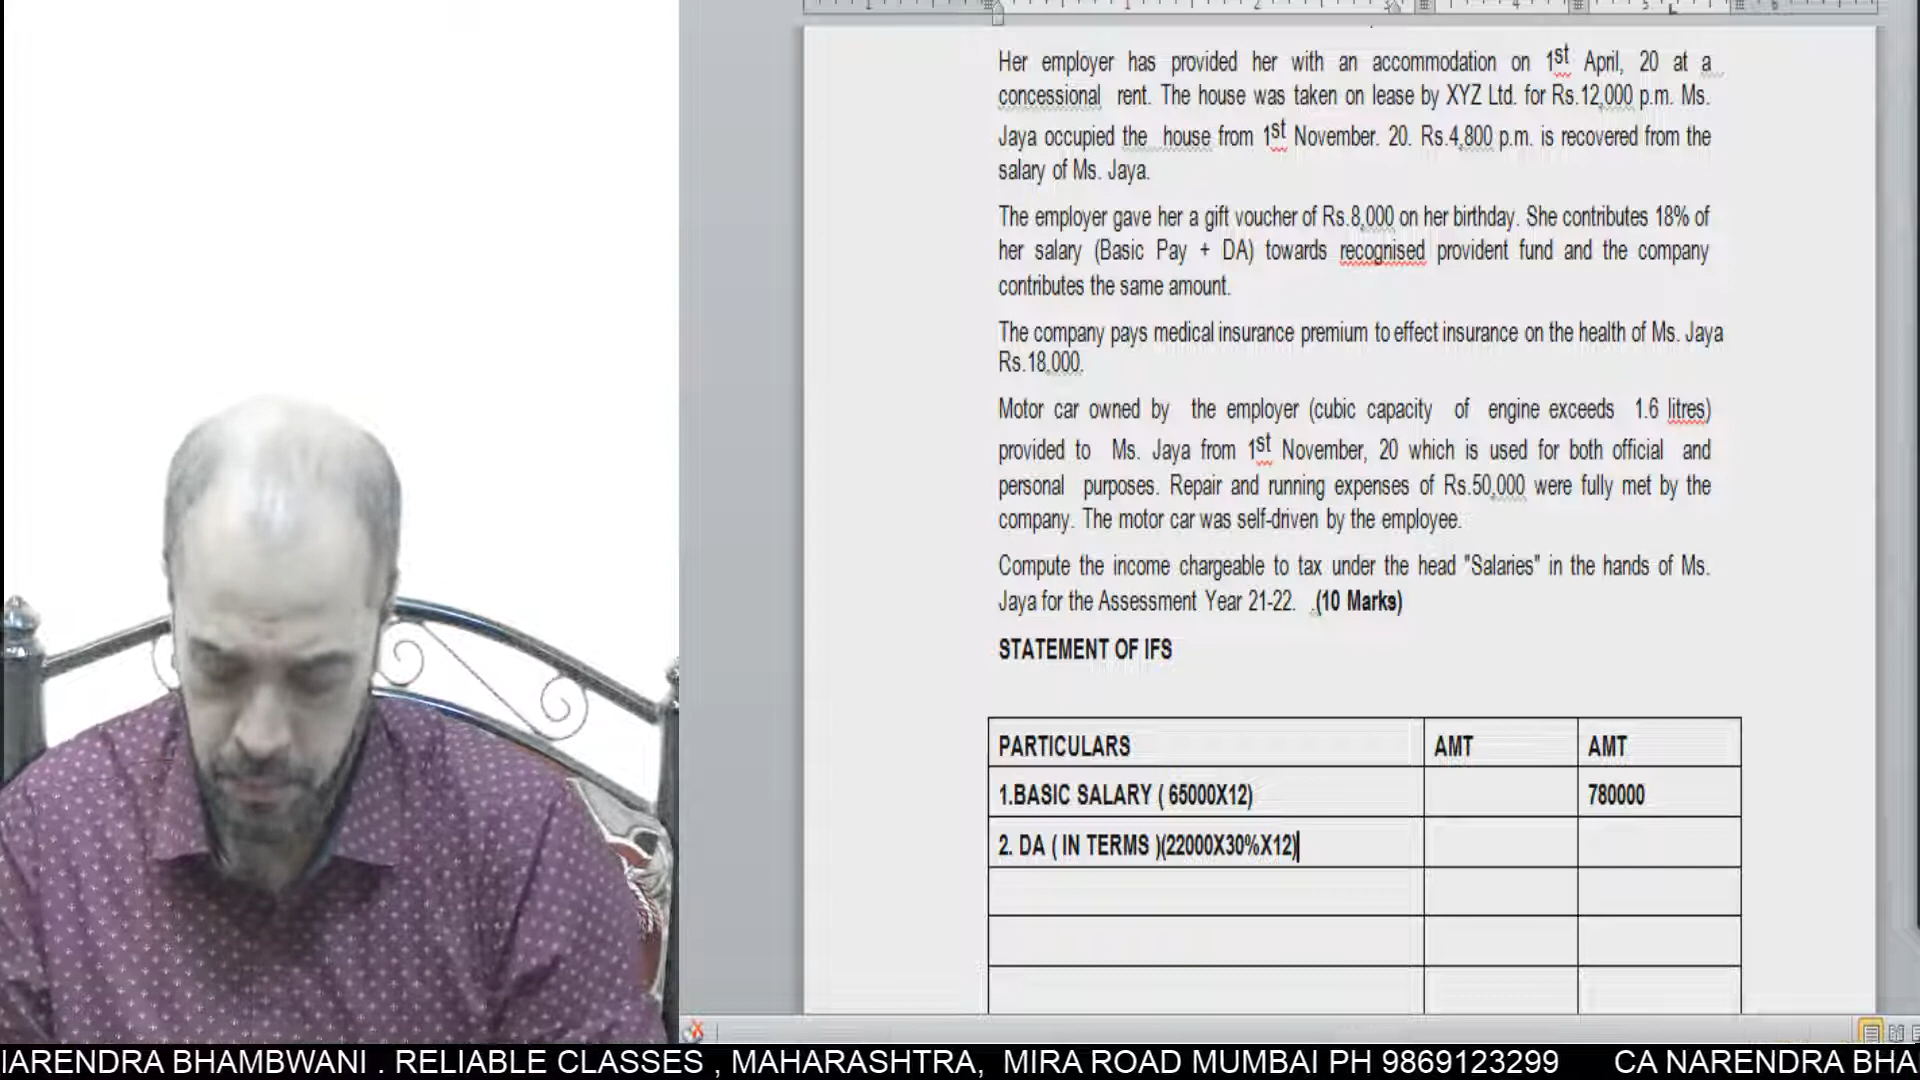 Her employer has provided her with an accommodation on 1st April, 20 at a
concessional rent. The house was taken on lease by XYZ Ltd. for Rs.12,000 p.m. Ms.
Jaya occupied the house from 1st November. 20. Rs.4,800 p.m. is recovered from the
salary of Ms. Jaya.
The employer gave her a gift voucher of Rs.8,000 on her birthday. She contributes 18% of
her salary (Basic Pay + DA) towards recognised provident fund and the company
contributes the same amount.
The company pays medical insurance premium to effect insurance on the health of Ms. Jaya
Rs.18,000.
Motor car owned by the employer (cubic capacity of engine exceeds 1.6 litres)
provided to Ms. Jaya from 1st November, 20 which is used for both official and
personal purposes. Repair and running expenses of Rs.50,000 were fully met by the
company. The motor car was self-driven by the employee.
Compute the income chargeable to tax under the head "Salaries" in the hands of Ms.
Jaya for the Assessment Year 21-22. .(10 Marks)
STATEMENT OF IFS
PARTICULARS AMT AMT
1.BASIC SALARY ( 65000X12) 780000
2. DA ( IN TERMS )(22000X30%X12)
IARENDRA BHAMBWANI . RELIABLE CLASSES , MAHARASHTRA, MIRA ROAD MUMBAI PH 9869123299 CA NARENDRA BHA